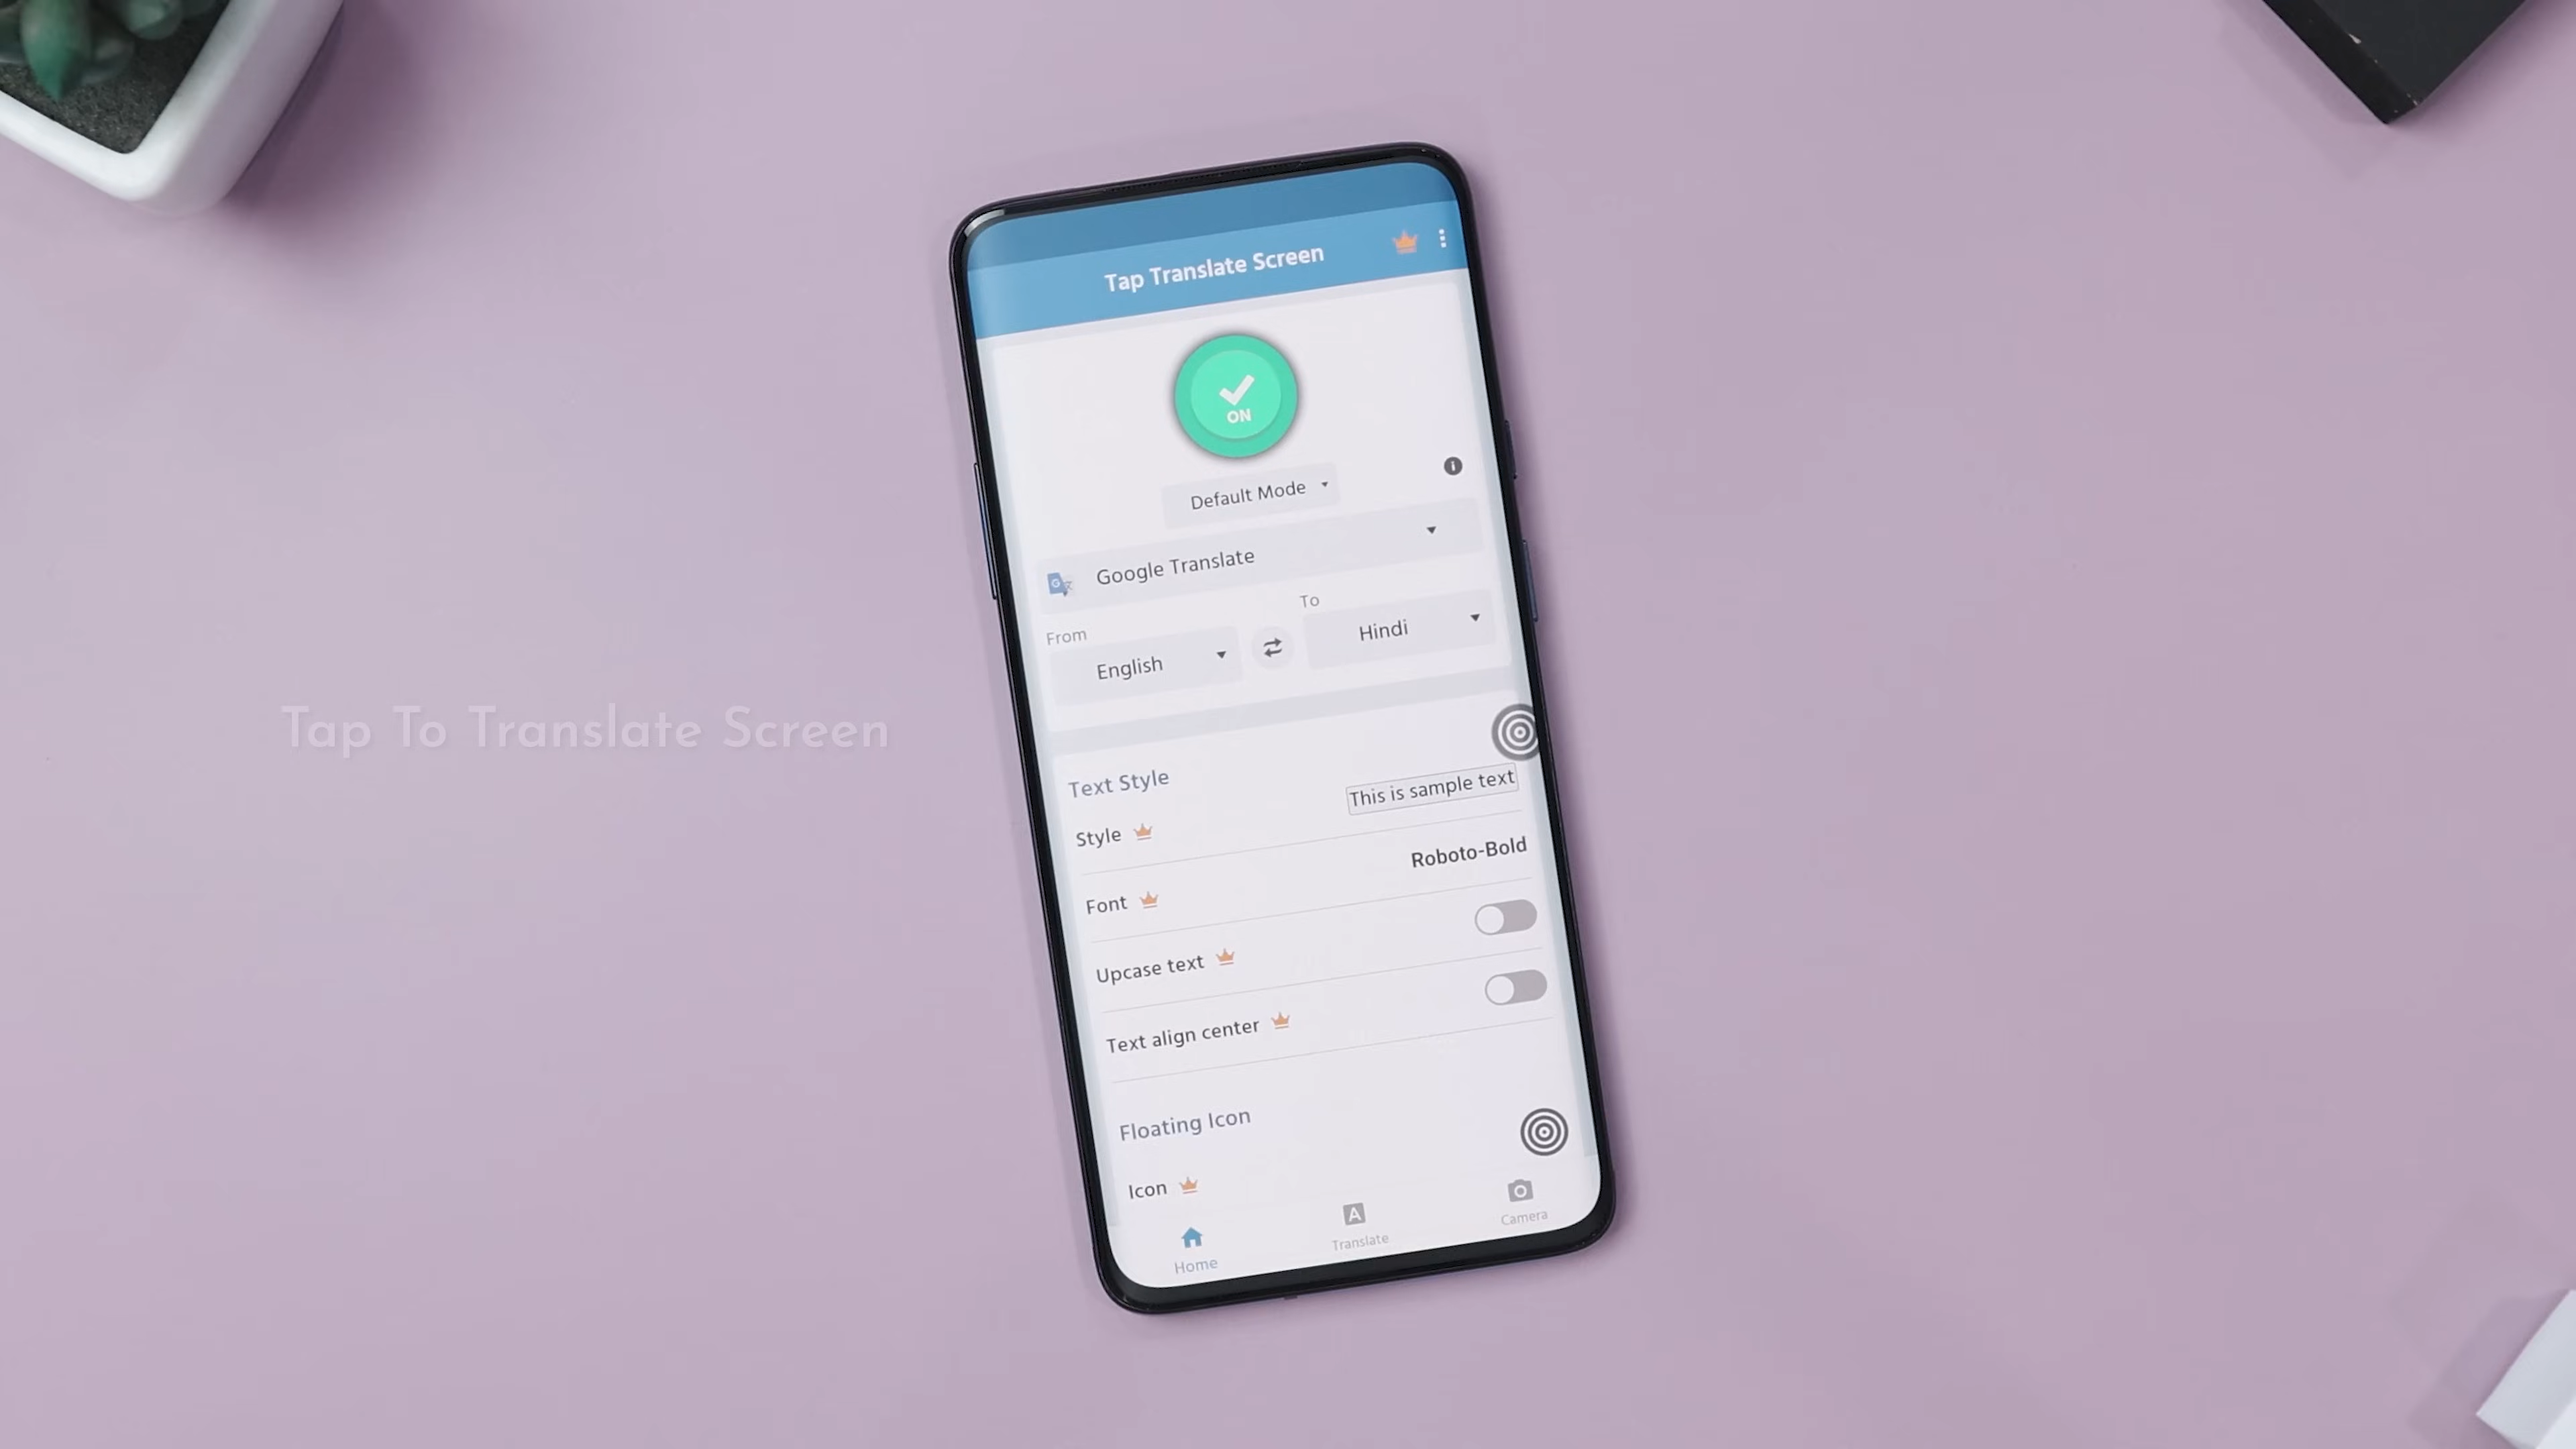 Tap Translate Screen
ON
Default Mode
Google Translate
From
To
English
Hindi
Tap To Translate Screen
Text Style
Style
This is sample text
Font
Roboto-Bold
Upcase text
Text align center
Floating Icon
Icon
Home
Translate
Camera